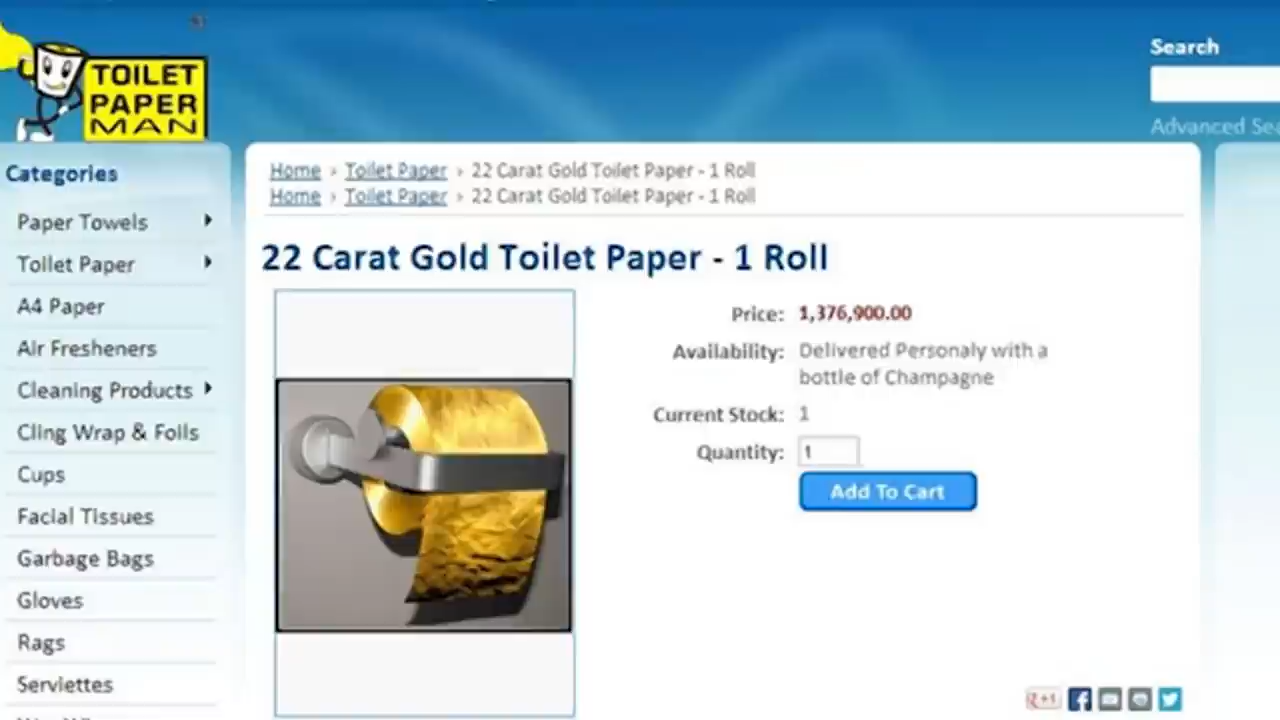 TOILET
PAPER
MAN
Search
Advanced
Categories
Paper Towels
Toilet Paper
A4 Paper
Air Fresheners
Cleaning Products
Cling Wrap & Foils
Cups
Facial Tissues
Garbage Bags
Gloves
Rags
Serviettes
Home › Toilet Paper › 22 Carat Gold Toilet Paper - 1 Roll
Home › Toilet Paper › 22 Carat Gold Toilet Paper - 1 Roll
22 Carat Gold Toilet Paper - 1 Roll
Price: 1,376,900.00
Availability: Delivered Personaly with a
bottle of Champagne
Current Stock: 1
Quantity: 1
Add To Cart
g+1